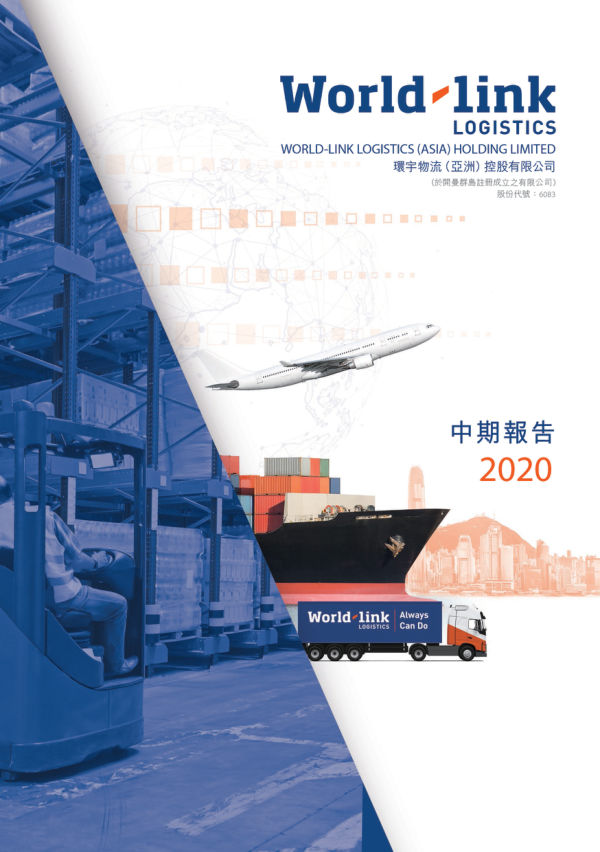 World-link
LOGISTICS
WORLD-LINK LOGISTICS (ASIA) HOLDING LIMITED
環宇物流（亞洲）控股有限公司
（於開曼群島註冊成立之有限公司）
股份代號：6083
中期報告
2020
World-link
LOGISTICS
Always
Can Do